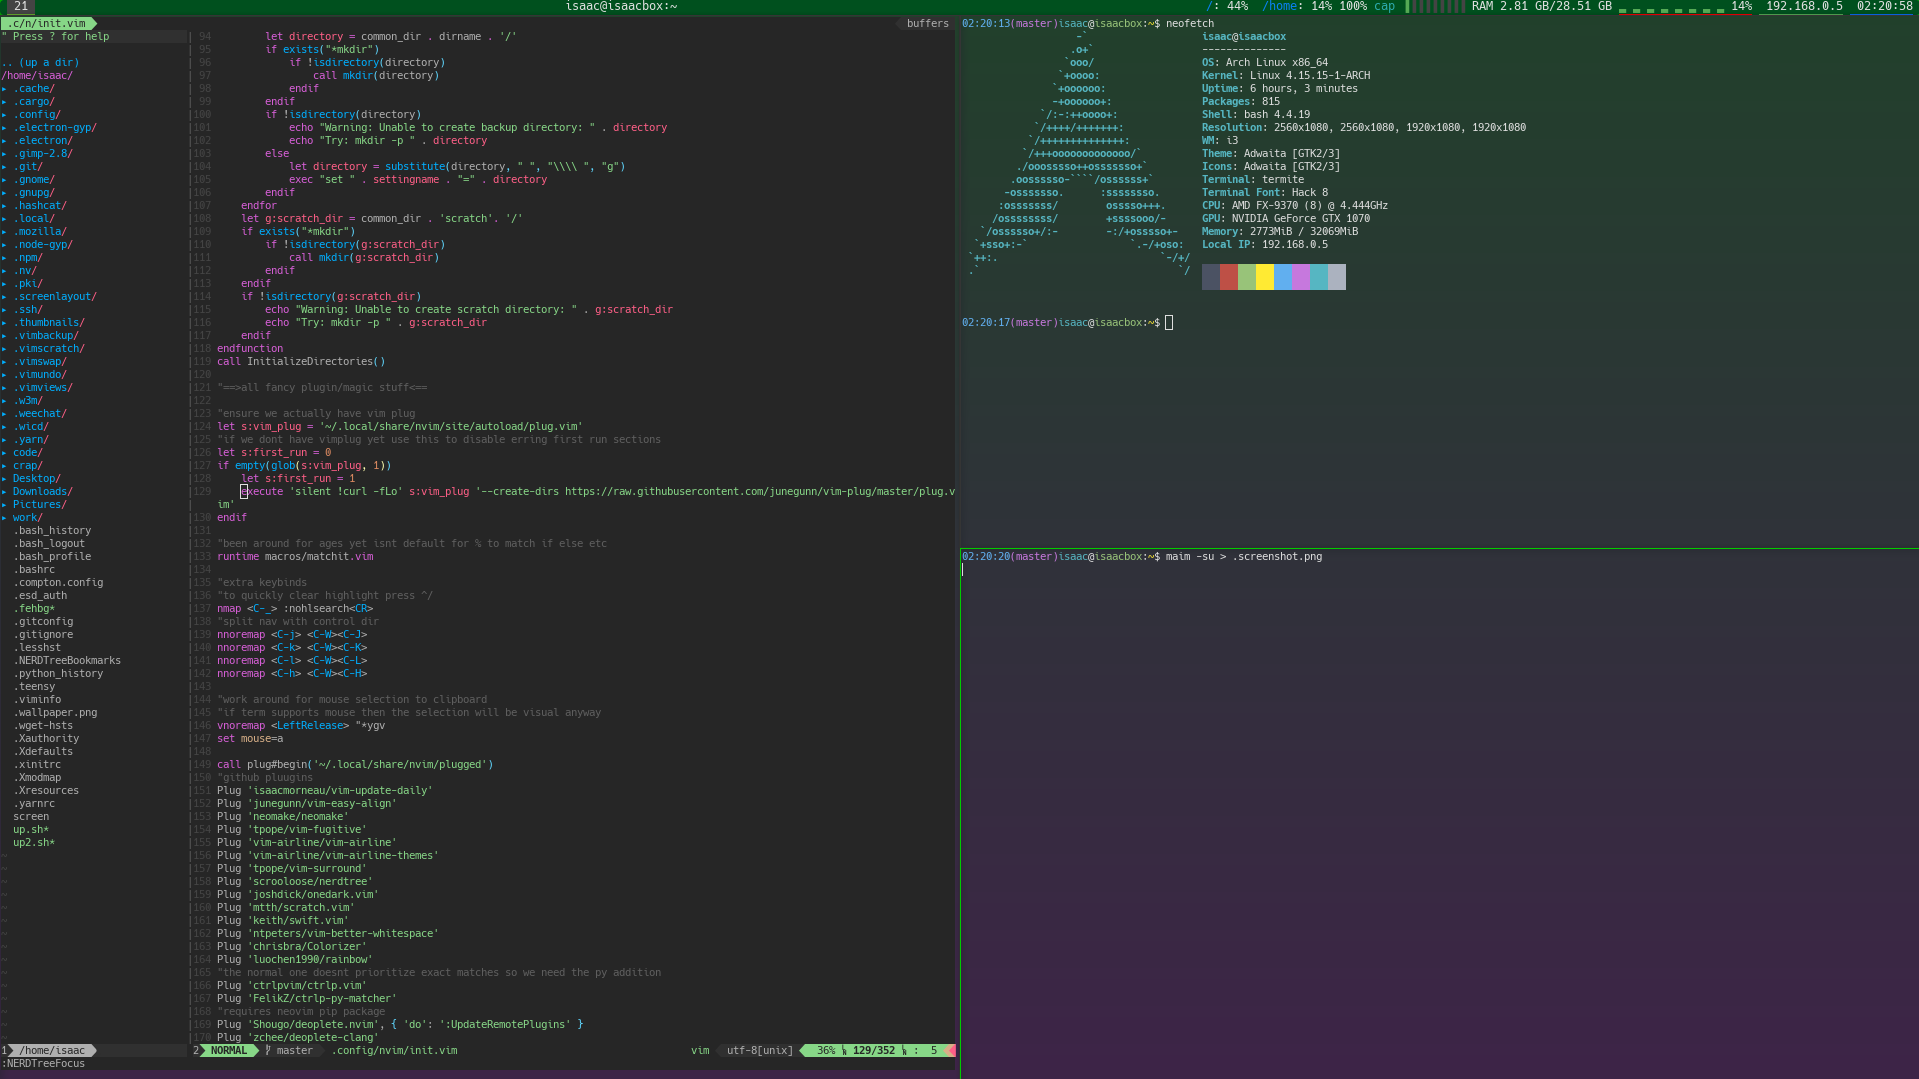 21
isaac@isaacbox:~
/: 44% /home: 14% 100% cap
RAM 2.81 GB/28.51 GB
14%
192.168.0.5
02:20:58
.c/n/init.vim
buffers
" Press ? for help
.. (up a dir)
/home/isaac/
▸ .cache/
▸ .cargo/
▸ .config/
▸ .electron-gyp/
▸ .electron/
▸ .gimp-2.8/
▸ .git/
▸ .gnome/
▸ .gnupg/
▸ .hashcat/
▸ .local/
▸ .mozilla/
▸ .node-gyp/
▸ .npm/
▸ .nv/
▸ .pki/
▸ .screenlayout/
▸ .ssh/
▸ .thumbnails/
▸ .vimbackup/
▸ .vimscratch/
▸ .vimswap/
▸ .vimundo/
▸ .vimviews/
▸ .w3m/
▸ .weechat/
▸ .wicd/
▸ .yarn/
▸ code/
▸ crap/
▸ Desktop/
▸ Downloads/
▸ Pictures/
▸ work/
.bash_history
.bash_logout
.bash_profile
.bashrc
.compton.config
.esd_auth
.fehbg*
.gitconfig
.gitignore
.lesshst
.NERDTreeBookmarks
.python_history
.teensy
.viminfo
.wallpaper.png
.wget-hsts
.Xauthority
.Xdefaults
.xinitrc
.Xmodmap
.Xresources
.yarnrc
screen
up.sh*
up2.sh*
94 let directory = common_dir . dirname . '/'
95 if exists("*mkdir")
96 if !isdirectory(directory)
97 call mkdir(directory)
98 endif
99 endif
100 if !isdirectory(directory)
101 echo "Warning: Unable to create backup directory: " . directory
102 echo "Try: mkdir -p " . directory
103 else
104 let directory = substitute(directory, " ", "\\\\ ", "g")
105 exec "set " . settingname . "=" . directory
106 endif
107 endfor
108 let g:scratch_dir = common_dir . 'scratch'. '/'
109 if exists("*mkdir")
110 if !isdirectory(g:scratch_dir)
111 call mkdir(g:scratch_dir)
112 endif
113 endif
114 if !isdirectory(g:scratch_dir)
115 echo "Warning: Unable to create scratch directory: " . g:scratch_dir
116 echo "Try: mkdir -p " . g:scratch_dir
117 endif
118 endfunction
119 call InitializeDirectories()
120
121 "==>all fancy plugin/magic stuff<==
122
123 "ensure we actually have vim plug
124 let s:vim_plug = '~/.local/share/nvim/site/autoload/plug.vim'
125 "if we dont have vimplug yet use this to disable erring first run sections
126 let s:first_run = 0
127 if empty(glob(s:vim_plug, 1))
128 let s:first_run = 1
129 execute 'silent !curl -fLo' s:vim_plug '--create-dirs https://raw.githubusercontent.com/junegunn/vim-plug/master/plug.v
im'
130 endif
131
132 "been around for ages yet isnt default for % to match if else etc
133 runtime macros/matchit.vim
134
135 "extra keybinds
136 "to quickly clear highlight press ^/
137 nmap <C-_> :nohlsearch<CR>
138 "split nav with control dir
139 nnoremap <C-j> <C-W><C-J>
140 nnoremap <C-k> <C-W><C-K>
141 nnoremap <C-l> <C-W><C-L>
142 nnoremap <C-h> <C-W><C-H>
143
144 "work around for mouse selection to clipboard
145 "if term supports mouse then the selection will be visual anyway
146 vnoremap <LeftRelease> "*ygv
147 set mouse=a
148
149 call plug#begin('~/.local/share/nvim/plugged')
150 "github pluugins
151 Plug 'isaacmorneau/vim-update-daily'
152 Plug 'junegunn/vim-easy-align'
153 Plug 'neomake/neomake'
154 Plug 'tpope/vim-fugitive'
155 Plug 'vim-airline/vim-airline'
156 Plug 'vim-airline/vim-airline-themes'
157 Plug 'tpope/vim-surround'
158 Plug 'scrooloose/nerdtree'
159 Plug 'joshdick/onedark.vim'
160 Plug 'mtth/scratch.vim'
161 Plug 'keith/swift.vim'
162 Plug 'ntpeters/vim-better-whitespace'
163 Plug 'chrisbra/Colorizer'
164 Plug 'luochen1990/rainbow'
165 "the normal one doesnt prioritize exact matches so we need the py addition
166 Plug 'ctrlpvim/ctrlp.vim'
167 Plug 'FelikZ/ctrlp-py-matcher'
168 "requires neovim pip package
169 Plug 'Shougo/deoplete.nvim', { 'do': ':UpdateRemotePlugins' }
170 Plug 'zchee/deoplete-clang'
1 /home/isaac
2 NORMAL master .config/nvim/init.vim
vim utf-8[unix] 36% 129/352 : 5
:NERDTreeFocus
02:20:13(master)isaac@isaacbox:~$ neofetch
-`
.o+`
`ooo/
`+oooo:
`+oooooo:
-+oooooo+:
`/:-:++oooo+:
`/++++/+++++++:
`/++++++++++++++:
`/+++ooooooooooooo/`
./ooosssso++osssssso+`
.oossssso-````/ossssss+`
-osssssso. :ssssssso.
:osssssss/ osssso+++.
/ossssssss/ +ssssooo/-
`/ossssso+/:- -:/+osssso+-
`+sso+:-` `.-/+oso:
`++:. `-/+/
.` `/
isaac@isaacbox
--------------
OS: Arch Linux x86_64
Kernel: Linux 4.15.15-1-ARCH
Uptime: 6 hours, 3 minutes
Packages: 815
Shell: bash 4.4.19
Resolution: 2560x1080, 2560x1080, 1920x1080, 1920x1080
WM: i3
Theme: Adwaita [GTK2/3]
Icons: Adwaita [GTK2/3]
Terminal: termite
Terminal Font: Hack 8
CPU: AMD FX-9370 (8) @ 4.444GHz
GPU: NVIDIA GeForce GTX 1070
Memory: 2773MiB / 32069MiB
Local IP: 192.168.0.5
02:20:17(master)isaac@isaacbox:~$
02:20:20(master)isaac@isaacbox:~$ maim -su > .screenshot.png